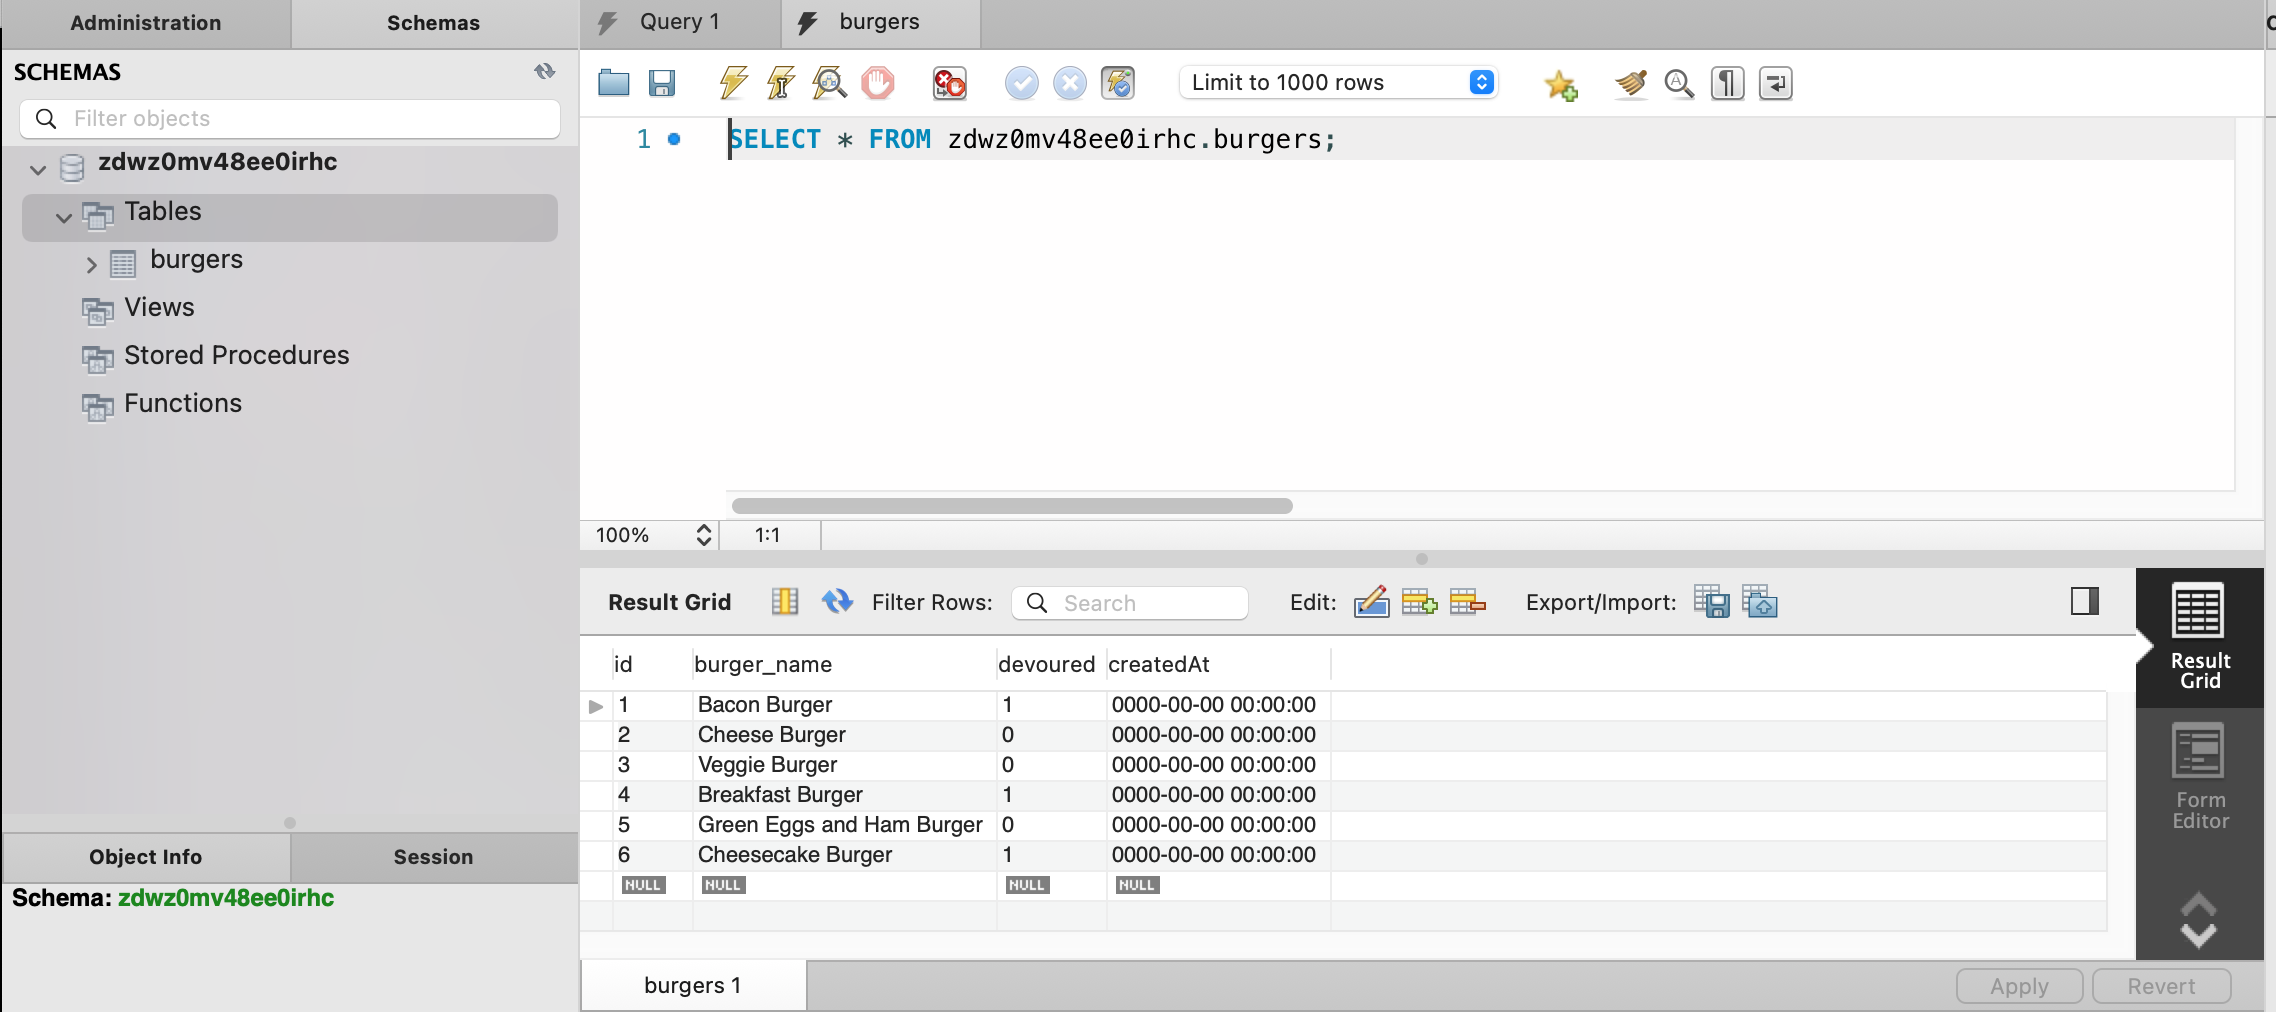 Administration
Schemas
Query 1
burgers
SCHEMAS
Filter objects
zdwz0mv48ee0irhc
Tables
burgers
Views
Stored Procedures
Functions
Object Info
Session
Schema: zdwz0mv48ee0irhc
Limit to 1000 rows
1
SELECT * FROM zdwz0mv48ee0irhc.burgers;
100%
1:1
Result Grid
Filter Rows:
Search
Edit:
Export/Import:
id burger_name devoured createdAt
1 Bacon Burger 1 0000-00-00 00:00:00
2 Cheese Burger 0 0000-00-00 00:00:00
3 Veggie Burger 0 0000-00-00 00:00:00
4 Breakfast Burger 1 0000-00-00 00:00:00
5 Green Eggs and Ham Burger 0 0000-00-00 00:00:00
6 Cheesecake Burger 1 0000-00-00 00:00:00
NULL NULL NULL NULL
Result
Grid
Form
Editor
burgers 1
Apply
Revert